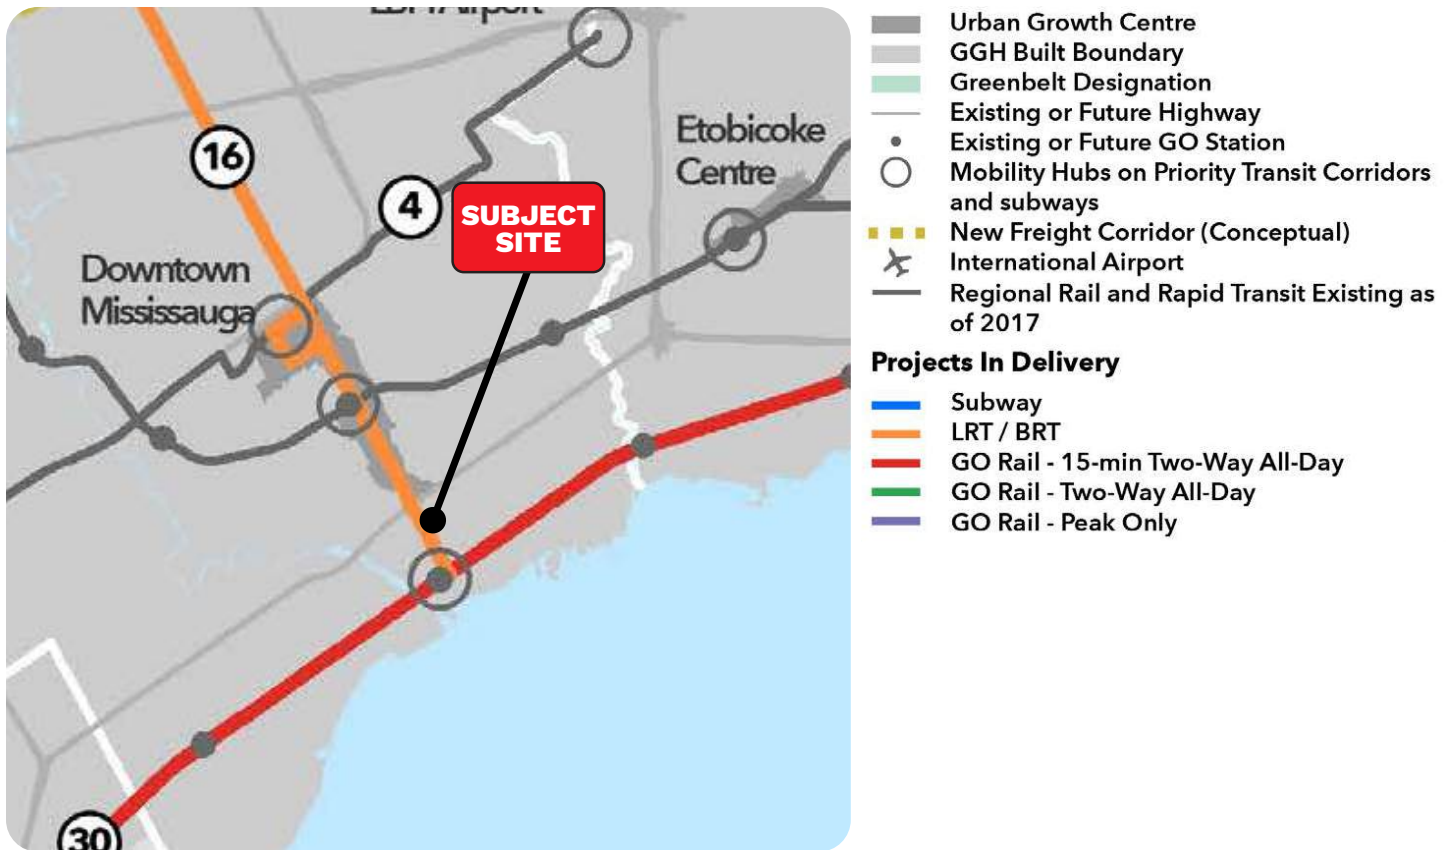 16
4
SUBJECT
SITE
Etobicoke
Centre
Downtown
Mississauga
30
Urban Growth Centre
GGH Built Boundary
Greenbelt Designation
Existing or Future Highway
Existing or Future GO Station
Mobility Hubs on Priority Transit Corridors
and subways
New Freight Corridor (Conceptual)
International Airport
Regional Rail and Rapid Transit Existing as
of 2017
Projects In Delivery
Subway
LRT / BRT
GO Rail - 15-min Two-Way All-Day
GO Rail - Two-Way All-Day
GO Rail - Peak Only